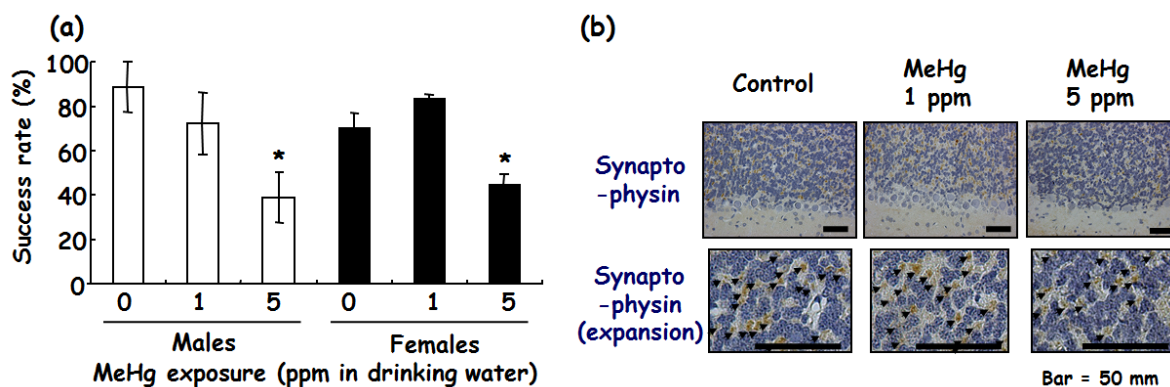 (a)
Success rate (%)
100
80
60
40
20
0
*
*
0 1 5 0 1 5
Males Females
MeHg exposure (ppm in drinking water)
(b)
Control
MeHg
1 ppm
MeHg
5 ppm
Synapto
-physin
Synapto
-physin
(expansion)
Bar = 50 mm